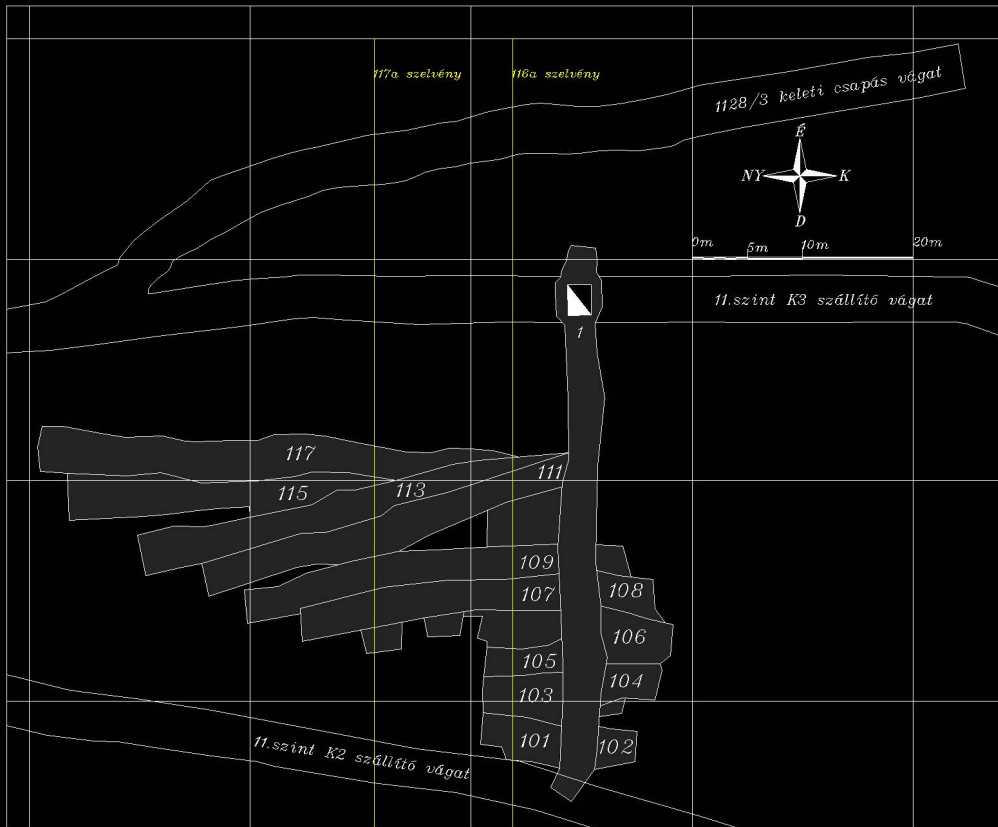 117a szelvény
116a szelvény
1128/3 keleti csapás vágat
É
NY
K
D
0m
5m
10m
20m
11.szint K3 szállító vágat
1
117
111
115
113
109
107
108
106
105
104
103
101
102
11.szint K2 szállító vágat